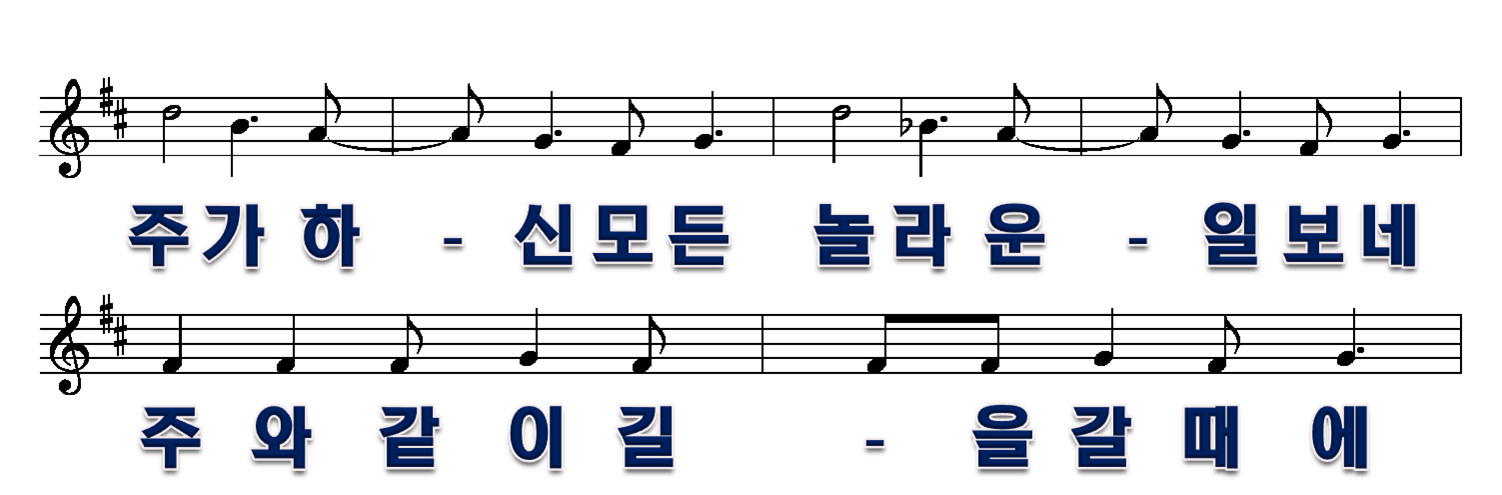 주가 하 - 신모든 놀라 운 - 일보네
주 와 같 이 길 - 을갈 때 에